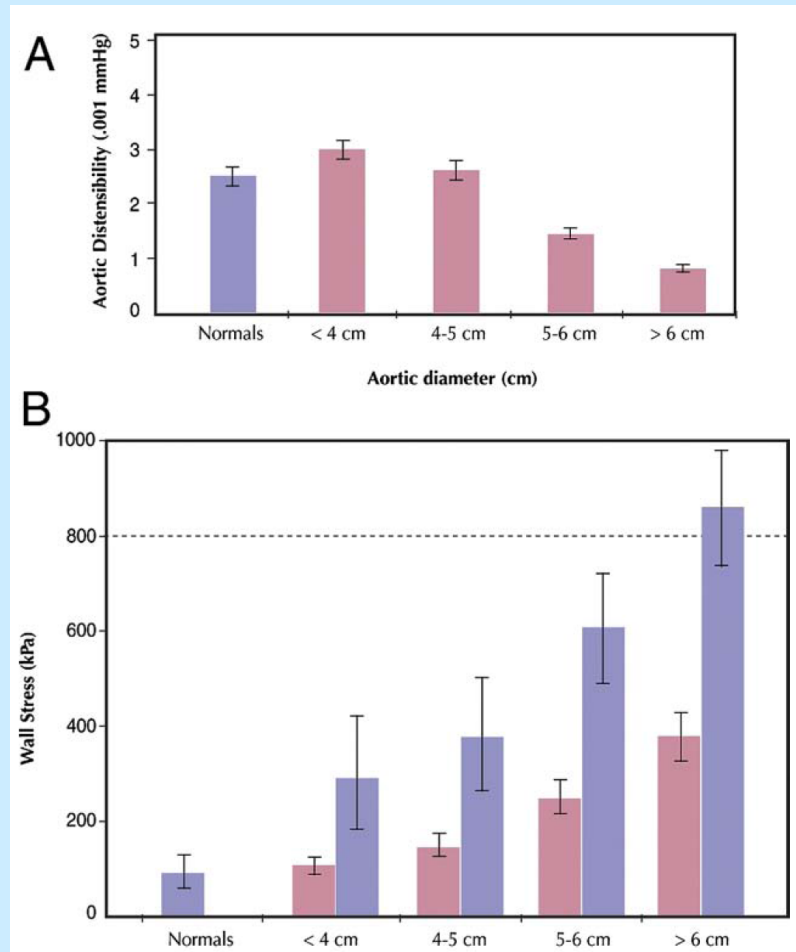 A
Aortic Distensibility (.001 mmHg)
5
4
3
2
1
0
Normals < 4 cm 4-5 cm 5-6 cm > 6 cm
Aortic diameter (cm)
B
Wall Stress (kPa)
1000
800
600
400
200
0
Normals < 4 cm 4-5 cm 5-6 cm > 6 cm